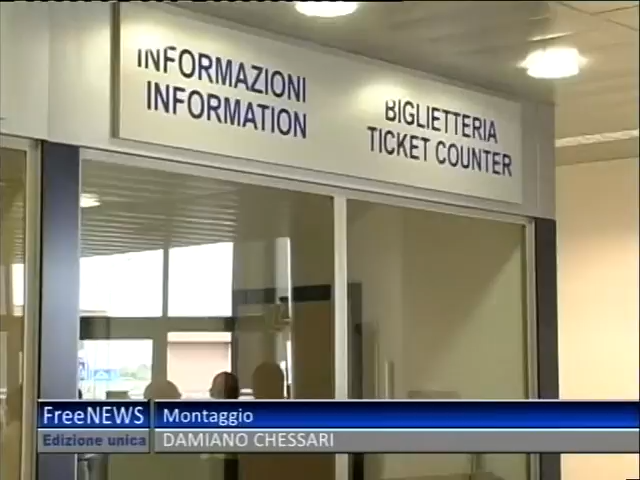 INFORMAZIONI
INFORMATION
BIGLIETTERIA
TICKET COUNTER
FreeNEWS
Montaggio
Edizione unica
DAMIANO CHESSARI